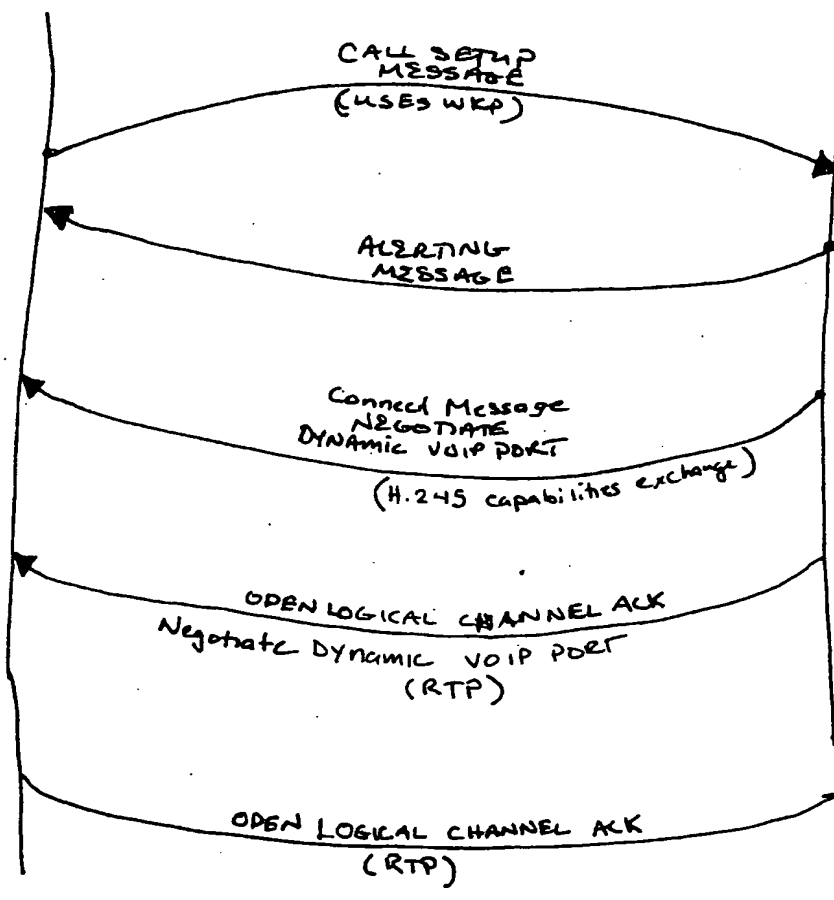 CALL SETUP
MESSAGE
(USES WKP)
ALERTING
MESSAGE
Connect Message
NEGOTIATE
DYNAMIC VOIP PORT
(H.245 capabilities exchange)
OPEN LOGICAL CHANNEL ACK
Negotiate Dynamic VOIP PORT
(RTP)
OPEN LOGICAL CHANNEL ACK
(RTP)